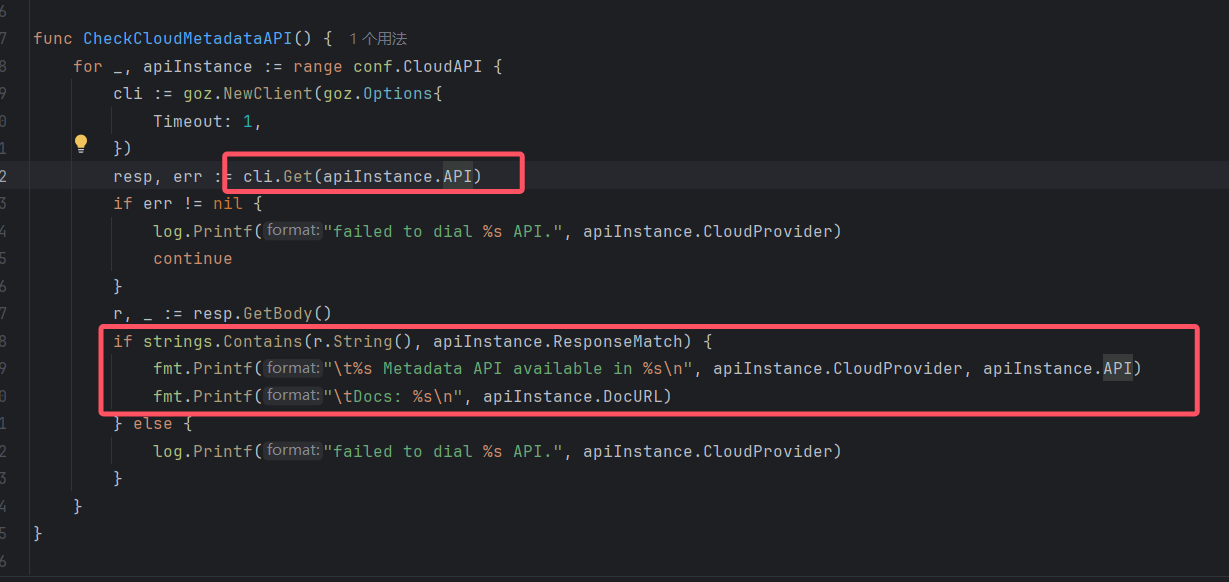 6
7 func CheckCloudMetadataAPI() { 1 个用法
8 for _, apiInstance := range conf.CloudAPI {
9 cli := goz.NewClient(goz.Options{
0 Timeout: 1,
1 })
2 resp, err := cli.Get(apiInstance.API)
3 if err != nil {
4 log.Printf( format: "failed to dial %s API.", apiInstance.CloudProvider)
5 continue
6 }
7 r, _ := resp.GetBody()
8 if strings.Contains(r.String(), apiInstance.ResponseMatch) {
9 fmt.Printf( format: "\t%s Metadata API available in %s\n", apiInstance.CloudProvider, apiInstance.API)
0 fmt.Printf( format: "\tDocs: %s\n", apiInstance.DocURL)
1 } else {
2 log.Printf( format: "failed to dial %s API.", apiInstance.CloudProvider)
3 }
4 }
5 }
6